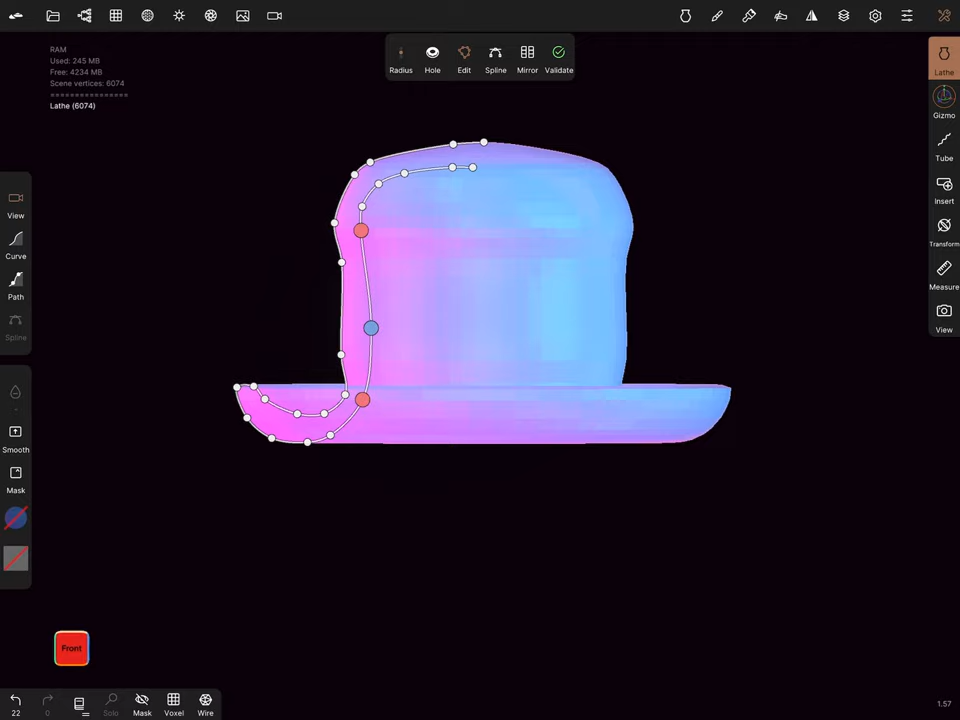 RAM
Used: 245 MB
Free: 4234 MB
Scene vertices: 6074
================
Lathe (6074)
Radius
Hole
Edit
Spline
Mirror
Validate
Lathe
Gizmo
Tube
Insert
Transform
Measure
View
View
Curve
Path
Spline
-
Smooth
Mask
Front
22
0
Solo
Mask
Voxel
Wire
1.57